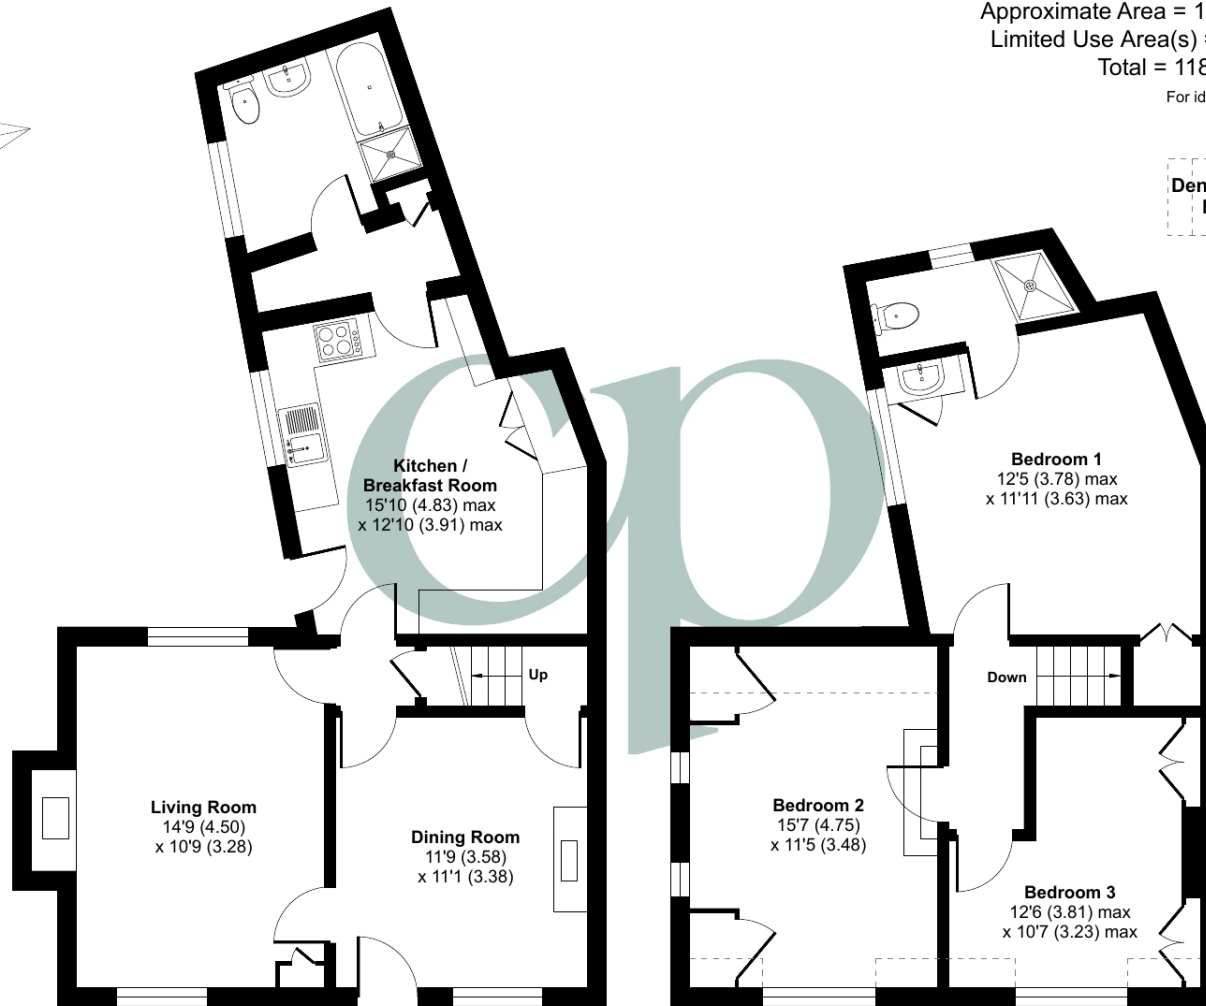 Approximate Area = 1
Limited Use Area(s) =
Total = 118
For id
Den
Kitchen /
Breakfast Room
15'10 (4.83) max
x 12'10 (3.91) max
Bedroom 1
12'5 (3.78) max
x 11'11 (3.63) max
cp
Up
Down
Living Room
14'9 (4.50)
x 10'9 (3.28)
Dining Room
11'9 (3.58)
x 11'1 (3.38)
Bedroom 2
15'7 (4.75)
x 11'5 (3.48)
Bedroom 3
12'6 (3.81) max
x 10'7 (3.23) max